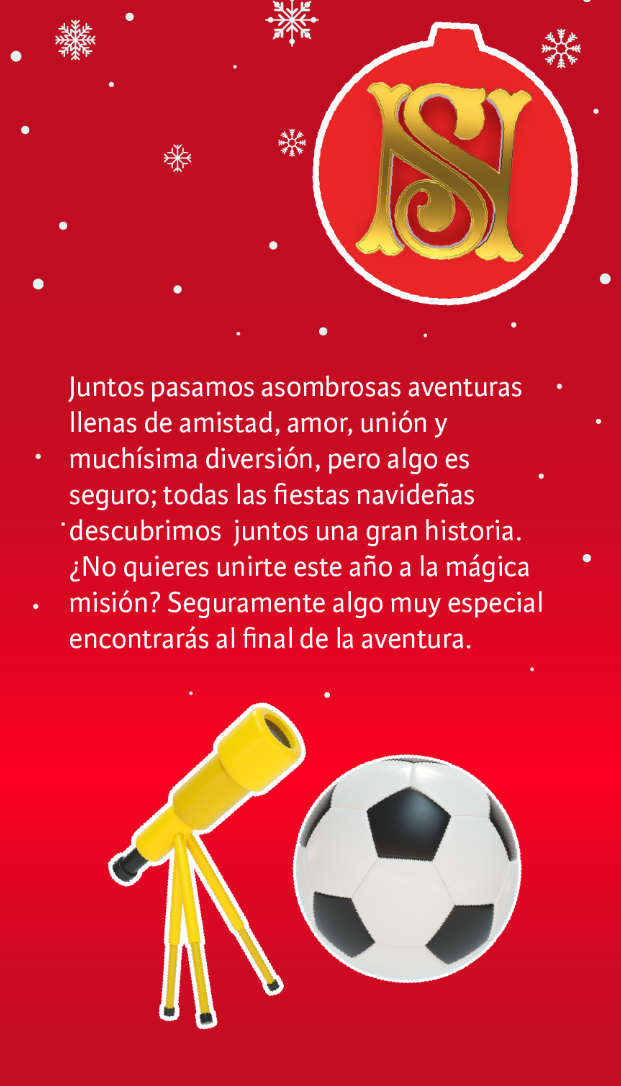 NS
Juntos pasamos asombrosas aventuras
llenas de amistad, amor, unión y
muchísima diversión, pero algo es
seguro; todas las fiestas navideñas
descubrimos  juntos una gran historia.
¿No quieres unirte este año a la mágica
misión? Seguramente algo muy especial
encontrarás al final de la aventura.